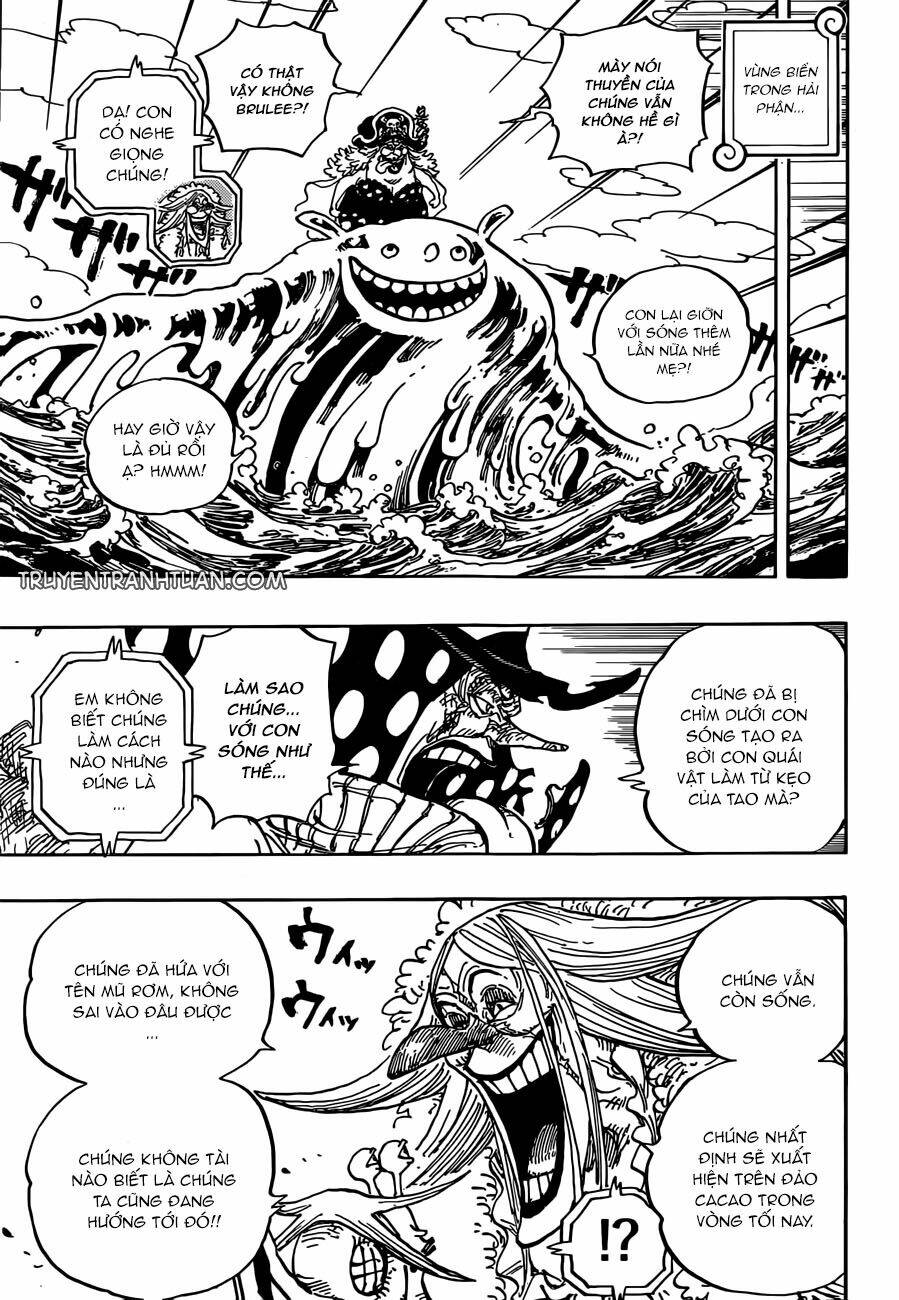 VÙNG BIỂN
TRONG HẢI
PHẬN...
MÀY NÓI
THUYỀN CỦA
CHÚNG VẪN
KHÔNG HỀ GÌ
À?!
CÓ THẬT
VẬY KHÔNG
BRULEE?!
DẠ! CON
CÓ NGHE
GIỌNG
CHÚNG!
CON LẠI GIỠN
VỚI SÓNG THÊM
LẦN NỮA NHÉ
MẸ?!
HAY GIỜ VẬY
LÀ ĐỦ RỒI
Ạ? HMMM!
TRUYENTRANHTUAN.COM
CHÚNG ĐÃ BỊ
CHÌM DƯỚI CON
SÓNG TẠO RA
BỞI CON QUÁI
VẬT LÀM TỪ KẸO
CỦA TAO MÀ?
LÀM SAO
CHÚNG...
VỚI CON
SÓNG NHƯ
THẾ...
EM KHÔNG
BIẾT CHÚNG
LÀM CÁCH
NÀO NHƯNG
ĐÚNG LÀ
...
CHÚNG VẪN
CÒN SỐNG.
ウィッ
ウィッ
CHÚNG ĐÃ HỨA VỚI
TÊN MŨ RƠM, KHÔNG
SAI VÀO ĐÂU ĐƯỢC
...
CHÚNG NHẤT
ĐỊNH SẼ XUẤT
HIỆN TRÊN ĐẢO
CACAO TRONG
VÒNG TỐI NAY.
CHÚNG KHÔNG TÀI
NÀO BIẾT LÀ CHÚNG
TA CŨNG ĐANG
HƯỚNG TỚI ĐÓ!!
!?